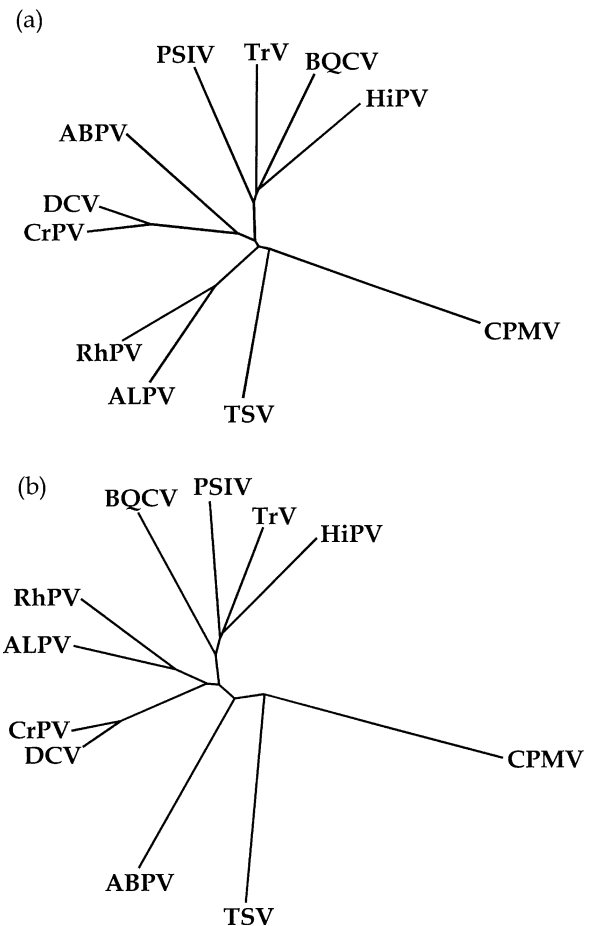 (a)
PSIV
TrV
BQCV
HiPV
ABPV
DCV
CrPV
RhPV
ALPV
TSV
CPMV
(b)
BQCV
PSIV
TrV
HiPV
RhPV
ALPV
CrPV
DCV
CPMV
ABPV
TSV